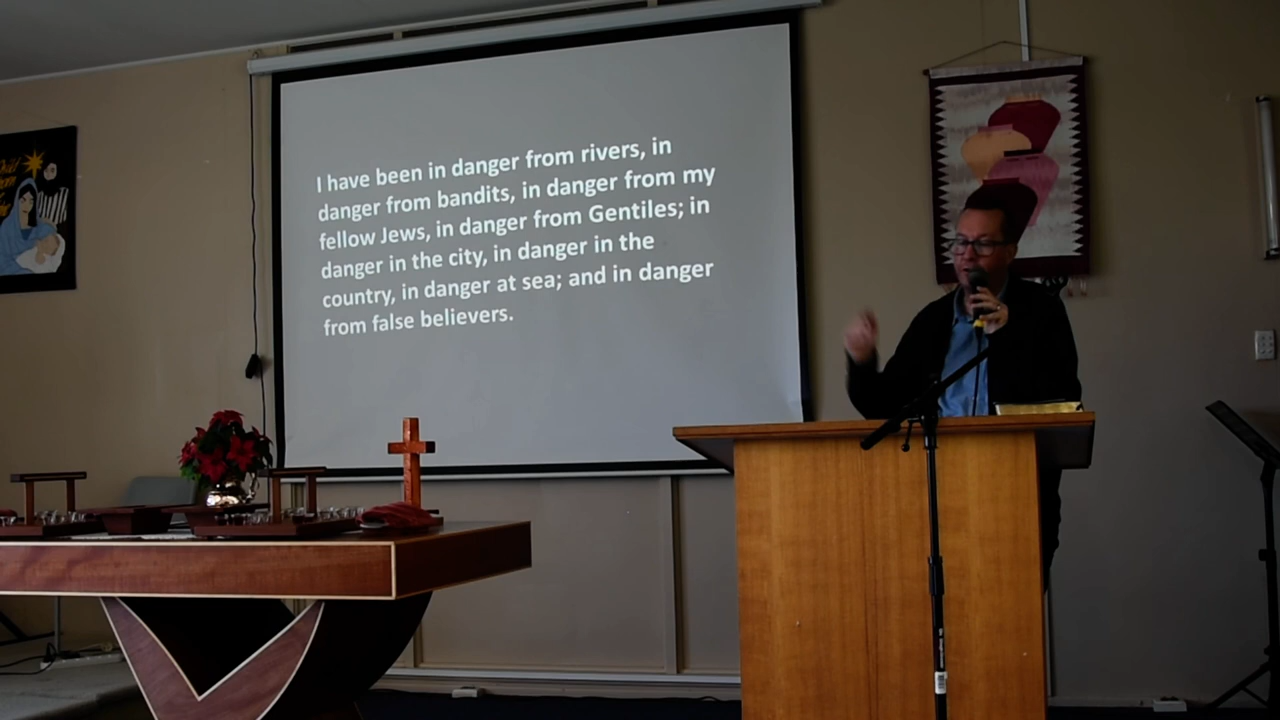 I have been in danger from rivers, in
danger from bandits, in danger from my
fellow Jews, in danger from Gentiles; in
danger in the city, in danger in the
country, in danger at sea; and in danger
from false believers.